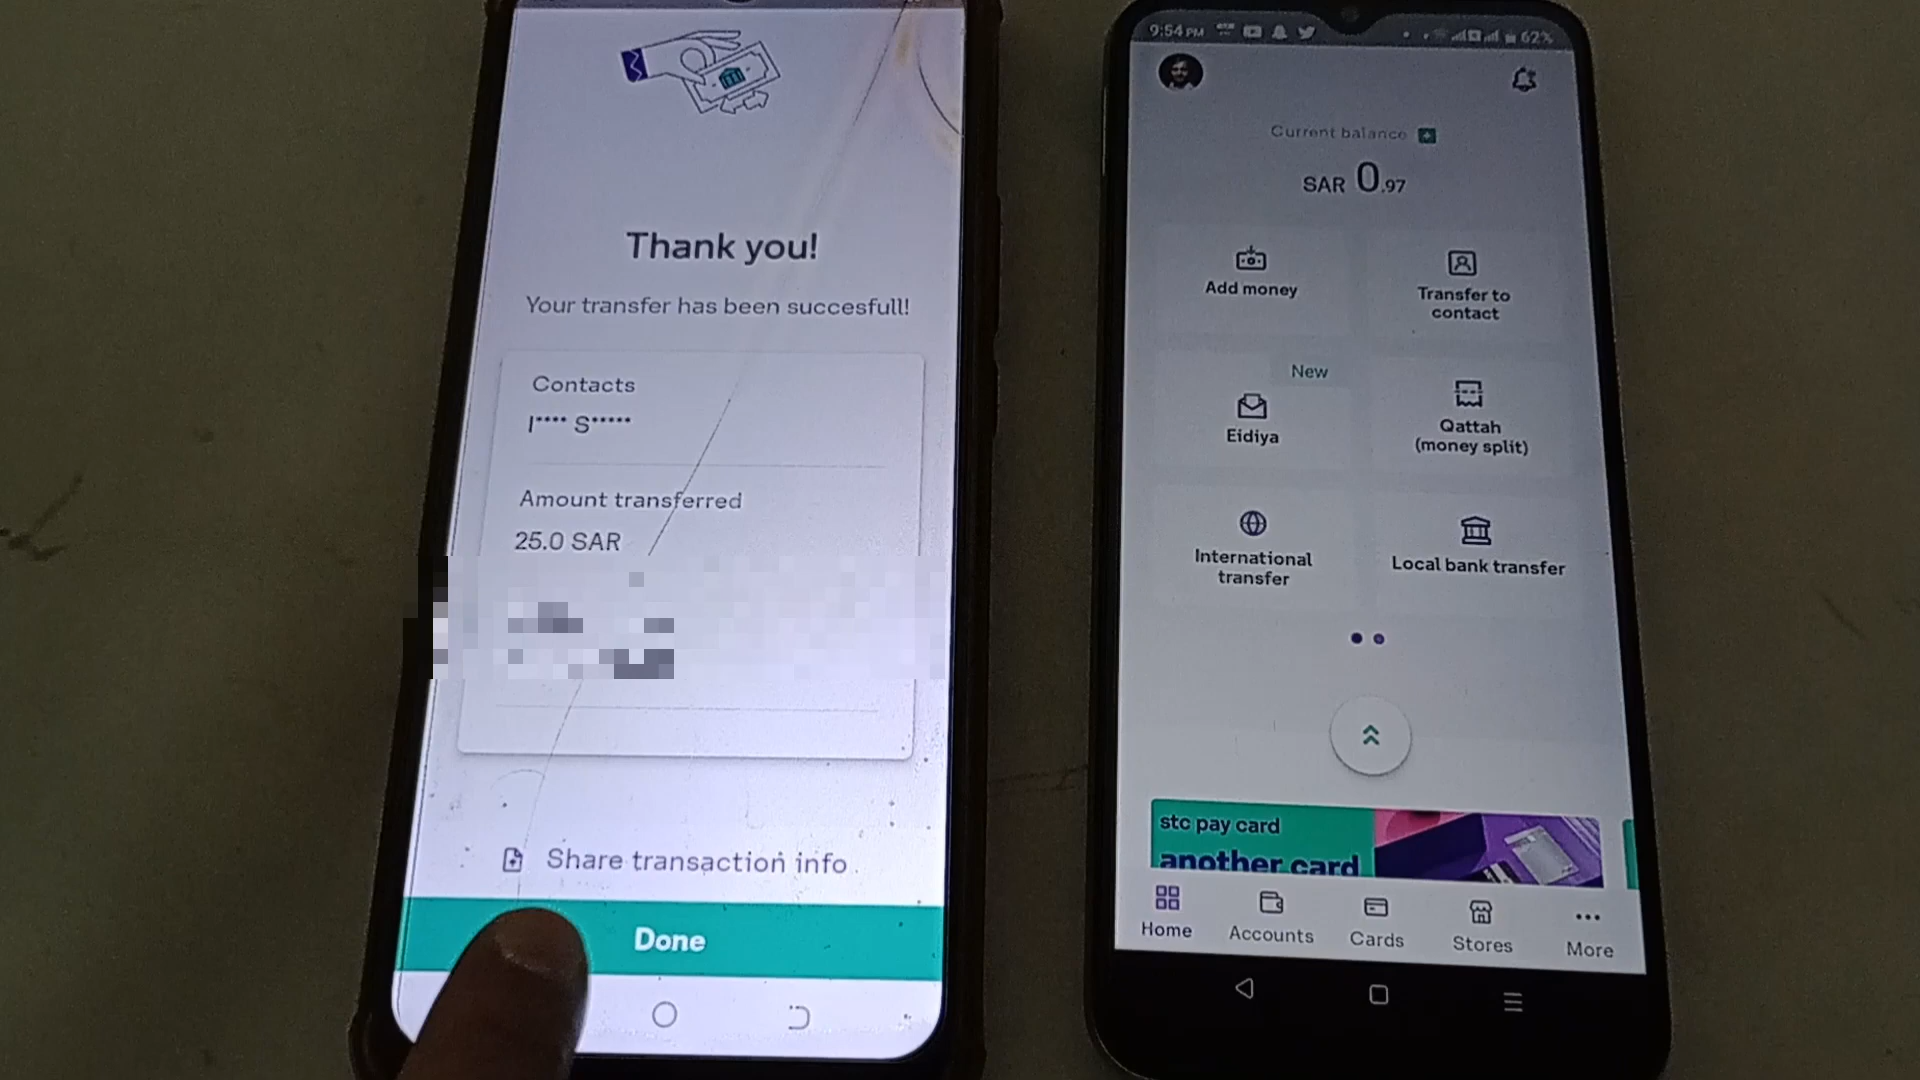 Thank you!
Your transfer has been succesfull!
Contacts
I**** S*****
Amount transferred
25.0 SAR
Share transaction info
Done
9:54 PM
62%
Current balance
SAR 0.97
Add money
Transfer to
contact
New
Eidiya
Qattah
(money split)
International
transfer
Local bank transfer
stc pay card
another card
Home
Accounts
Cards
Stores
More